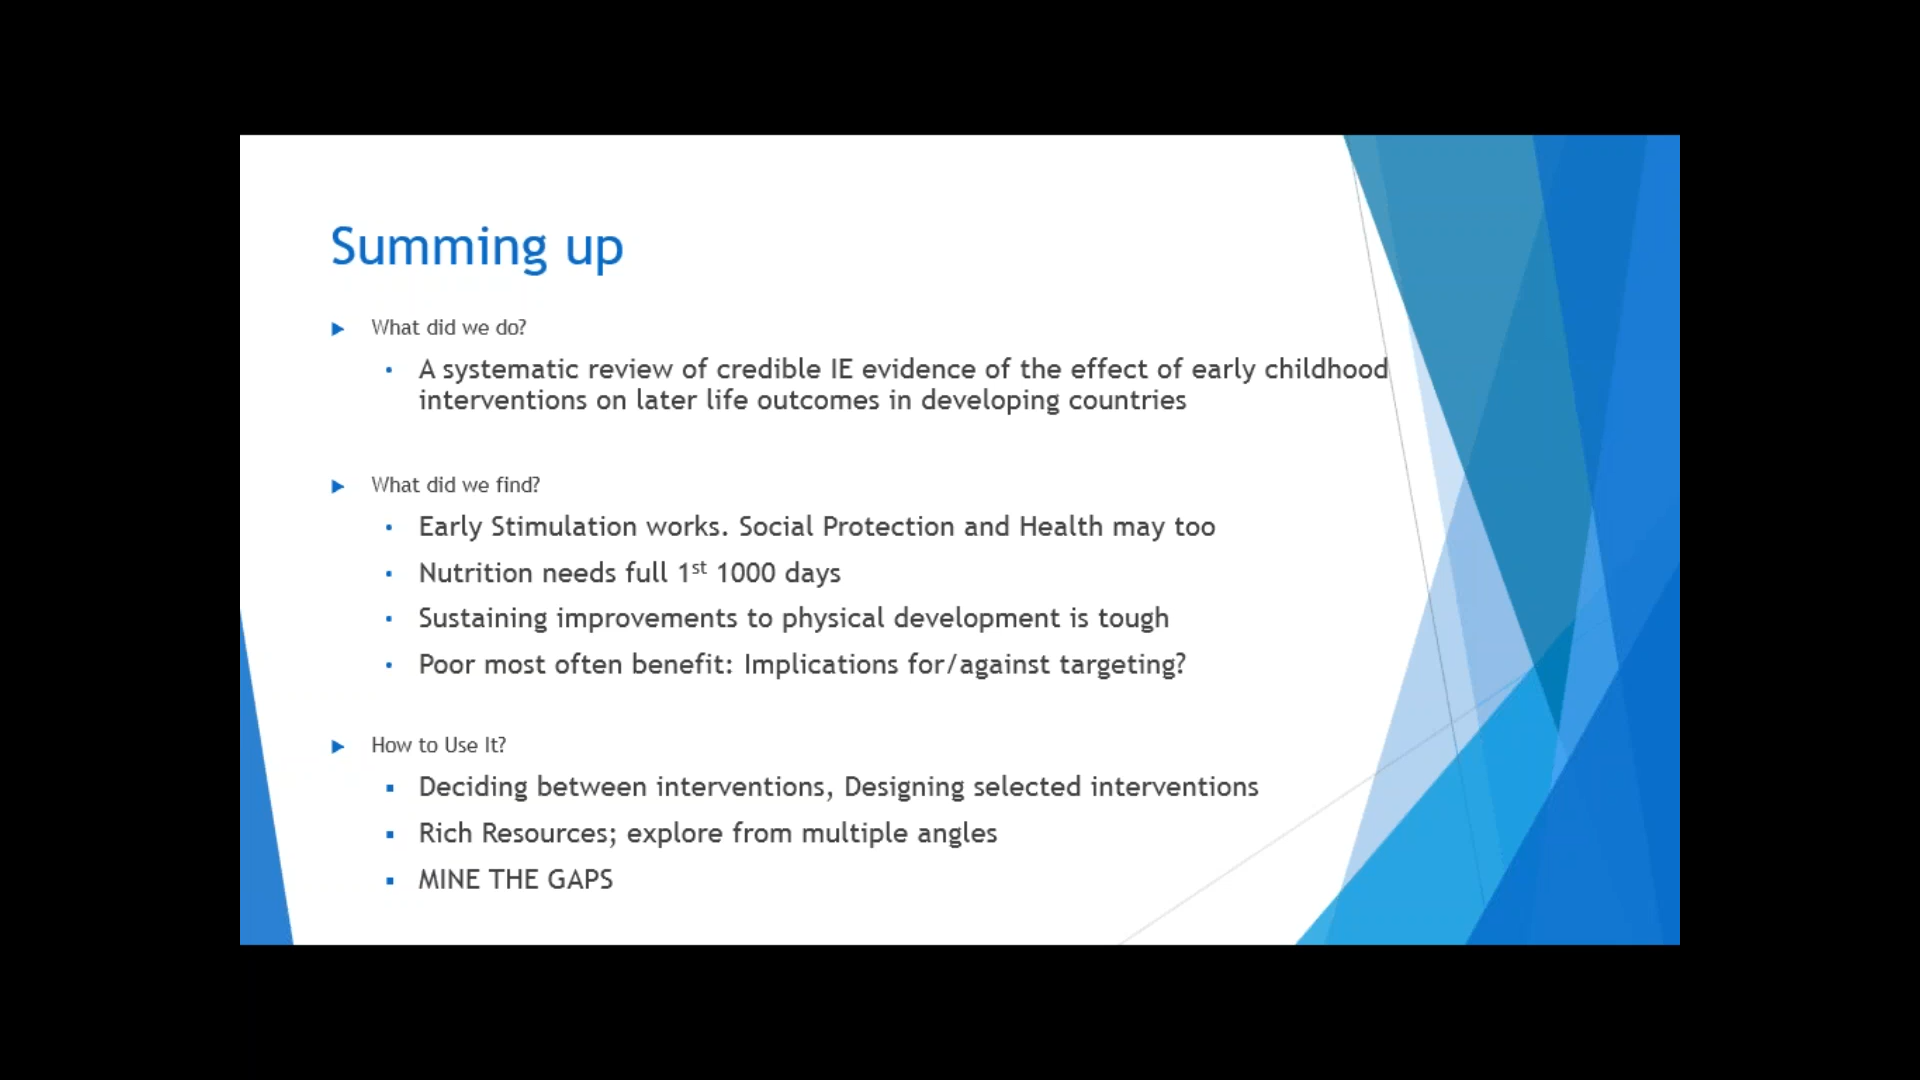 Summing up
What did we do?
A systematic review of credible IE evidence of the effect of early childhood
interventions on later life outcomes in developing countries
What did we find?
Early Stimulation works. Social Protection and Health may too
Nutrition needs full 1st 1000 days
Sustaining improvements to physical development is tough
Poor most often benefit: Implications for/against targeting?
How to Use It?
Deciding between interventions, Designing selected interventions
Rich Resources; explore from multiple angles
MINE THE GAPS